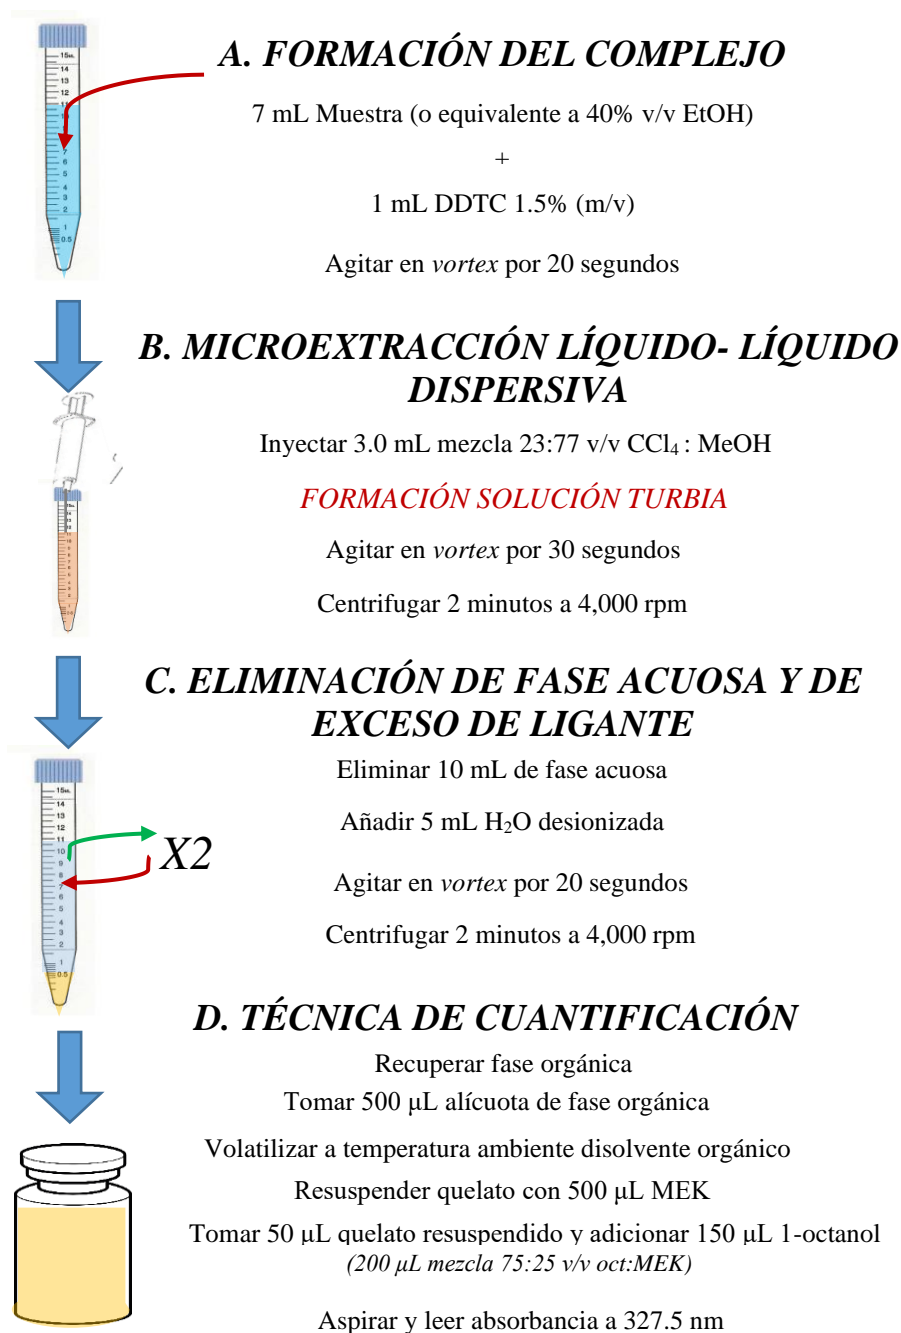 A. FORMACIÓN DEL COMPLEJO
7 mL Muestra (o equivalente a 40% v/v EtOH)
+
1 mL DDTC 1.5% (m/v)
Agitar en vortex por 20 segundos
B. MICROEXTRACCIÓN LÍQUIDO- LÍQUIDO
DISPERSIVA
Inyectar 3.0 mL mezcla 23:77 v/v CCl₄ : MeOH
FORMACIÓN SOLUCIÓN TURBIA
Agitar en vortex por 30 segundos
Centrifugar 2 minutos a 4,000 rpm
C. ELIMINACIÓN DE FASE ACUOSA Y DE
EXCESO DE LIGANTE
Eliminar 10 mL de fase acuosa
Añadir 5 mL H₂O desionizada
X2
Agitar en vortex por 20 segundos
Centrifugar 2 minutos a 4,000 rpm
D. TÉCNICA DE CUANTIFICACIÓN
Recuperar fase orgánica
Tomar 500 µL alícuota de fase orgánica
Volatilizar a temperatura ambiente disolvente orgánico
Resuspender quelato con 500 µL MEK
Tomar 50 µL quelato resuspendido y adicionar 150 µL 1-octanol
(200 µL mezcla 75:25 v/v oct:MEK)
Aspirar y leer absorbancia a 327.5 nm